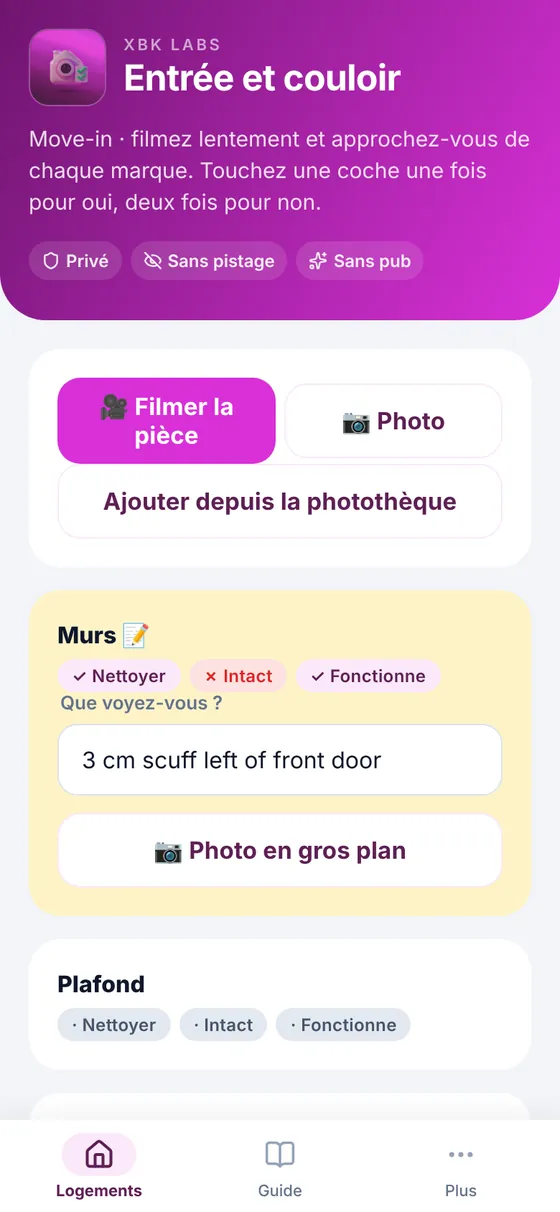 XBK LABS
Entrée et couloir
Move-in · filmez lentement et approchez-vous de
chaque marque. Touchez une coche une fois
pour oui, deux fois pour non.
Privé
Sans pistage
Sans pub
🎥 Filmer la
pièce
📷 Photo
Ajouter depuis la photothèque
Murs 📝
✓ Nettoyer
× Intact
✓ Fonctionne
Que voyez-vous ?
3 cm scuff left of front door
📷 Photo en gros plan
Plafond
· Nettoyer
· Intact
· Fonctionne
Logements
Guide
Plus